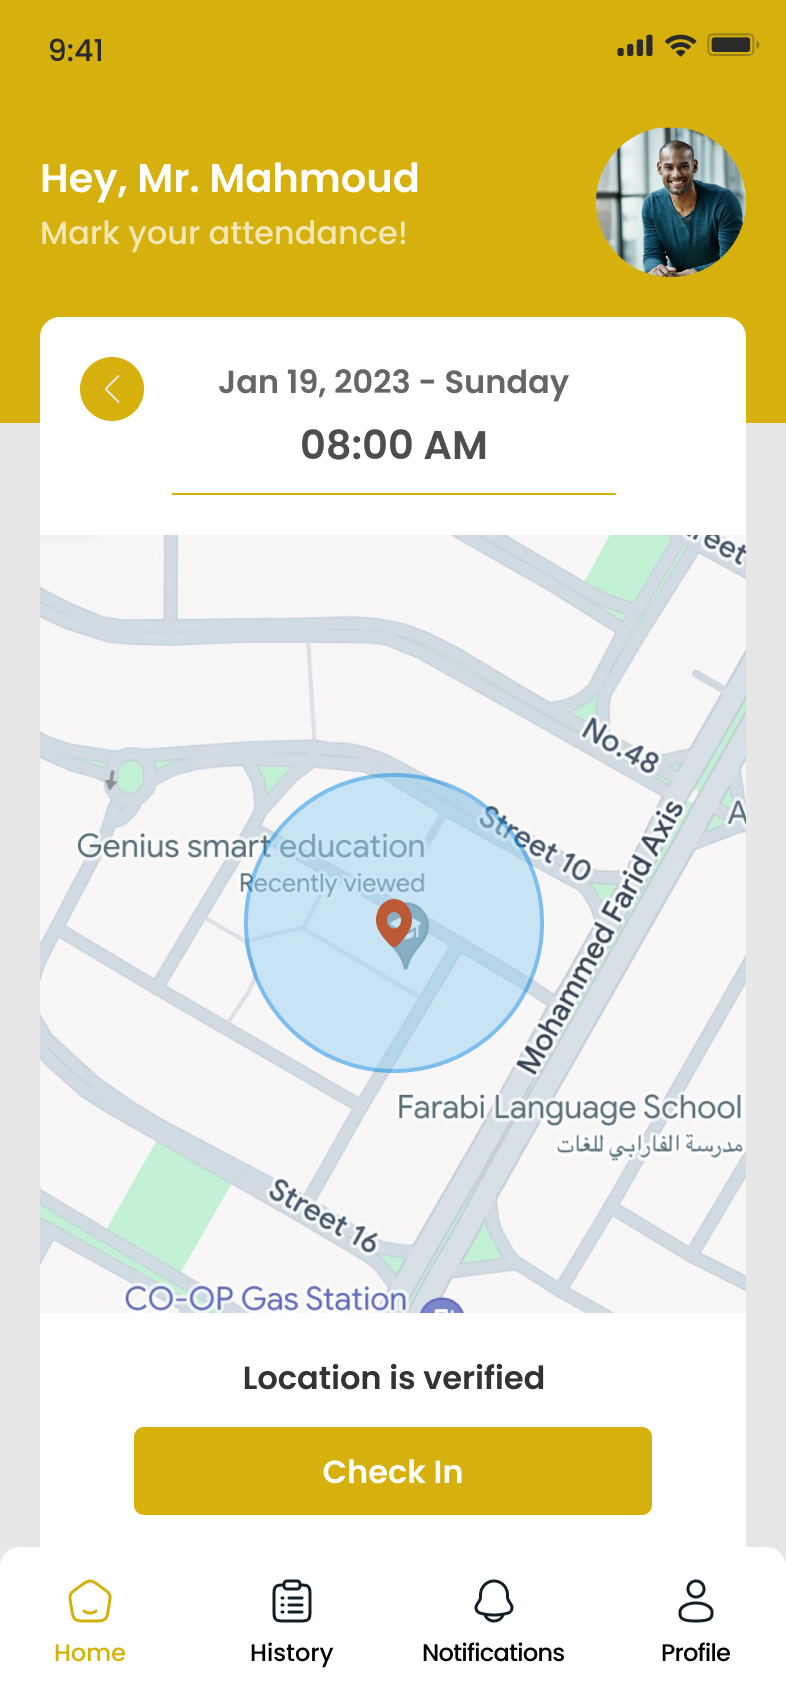 9:41
Hey, Mr. Mahmoud
Mark your attendance!
Jan 19, 2023 - Sunday
08:00 AM
No.48
Genius smart education
Recently viewed
Street 10
Mohammed Farid Axis
Farabi Language School
مدرسة الفارابي للغات
Street 16
CO-OP Gas Station
Location is verified
Check In
Home
History
Notifications
Profile